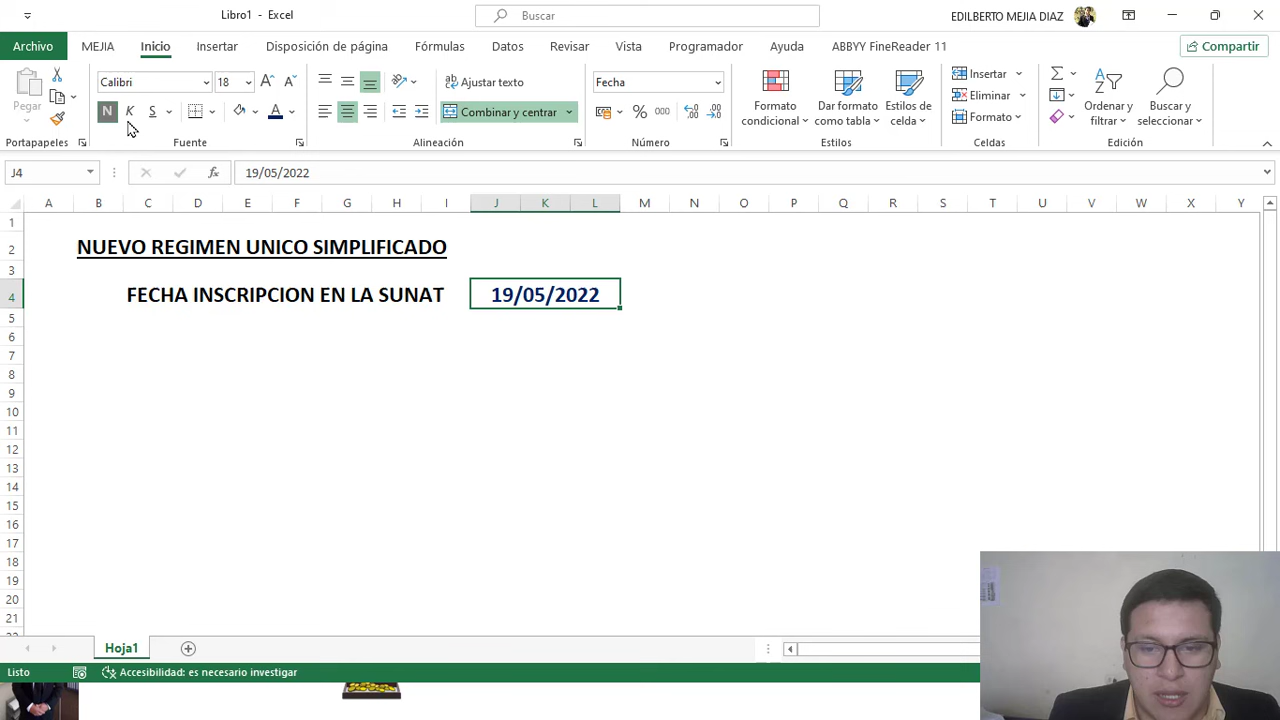 Libro1 - Excel
Buscar
EDILBERTO MEJIA DIAZ
Archivo
MEJIA
Inicio
Insertar
Disposición de página
Fórmulas
Datos
Revisar
Vista
Programador
Ayuda
ABBYY FineReader 11
Compartir
Pegar
Calibri
18
N K S
Ajustar texto
Combinar y centrar
Fecha
% 000
Formato condicional
Dar formato como tabla
Estilos de celda
Insertar
Eliminar
Formato
Ordenar y filtrar
Buscar y seleccionar
Portapapeles
Fuente
Alineación
Número
Estilos
Celdas
Edición
J4
fx
19/05/2022
A B C D E F G H I J K L M N O P Q R S T U V W X Y
1
2 NUEVO REGIMEN UNICO SIMPLIFICADO
3
4 FECHA INSCRIPCION EN LA SUNAT 19/05/2022
5
6
7
8
9
10
11
12
13
14
15
16
17
18
19
20
21
Hoja1
Listo
Accesibilidad: es necesario investigar